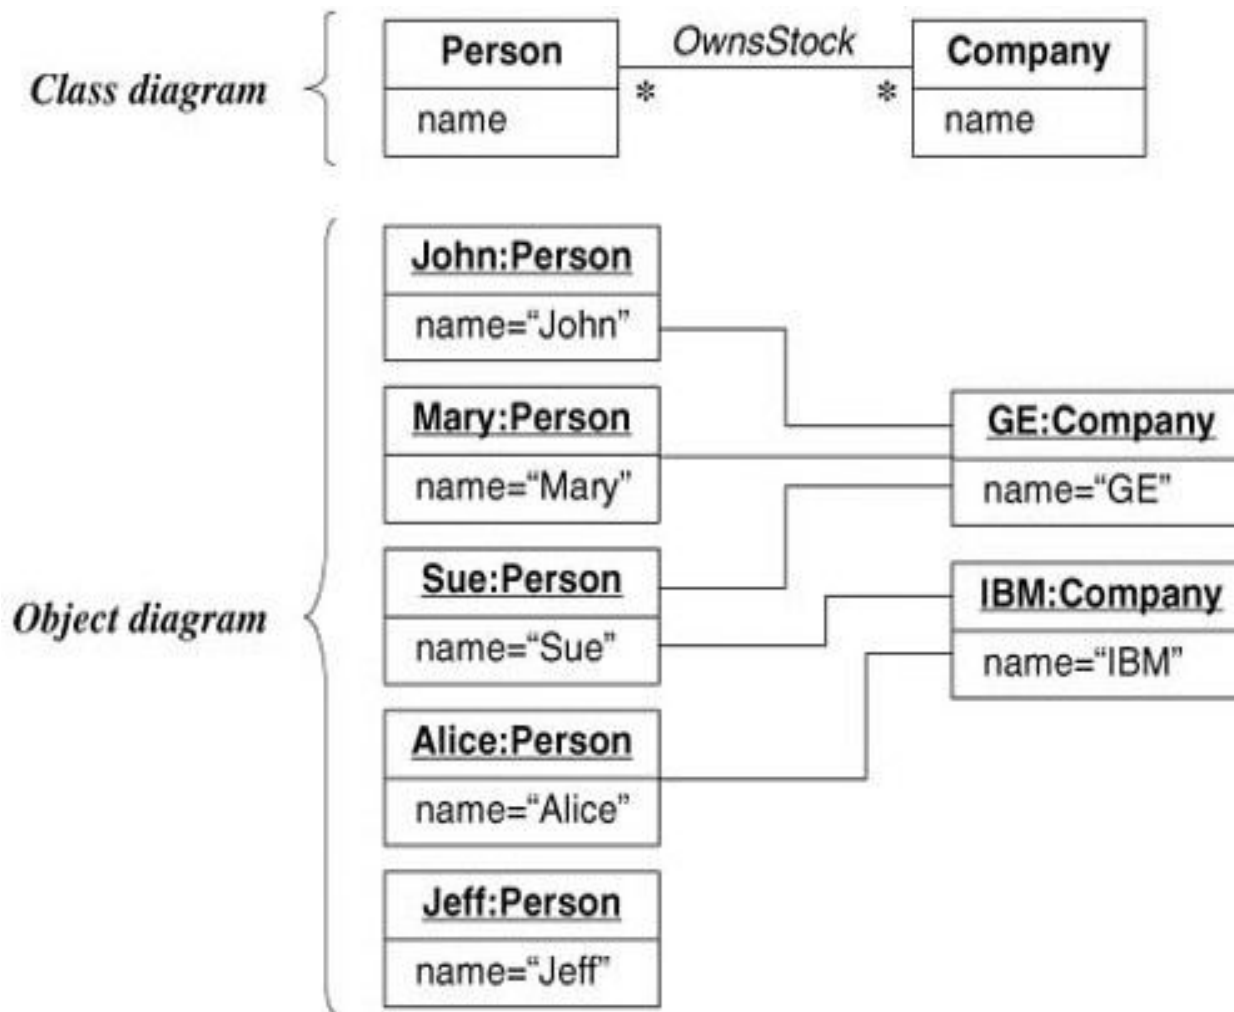 Class diagram
Person
name
OwnsStock
* *
Company
name
Object diagram
John:Person
name=“John”
Mary:Person
name=“Mary”
Sue:Person
name=“Sue”
Alice:Person
name=“Alice”
Jeff:Person
name=“Jeff”
GE:Company
name=“GE”
IBM:Company
name=“IBM”